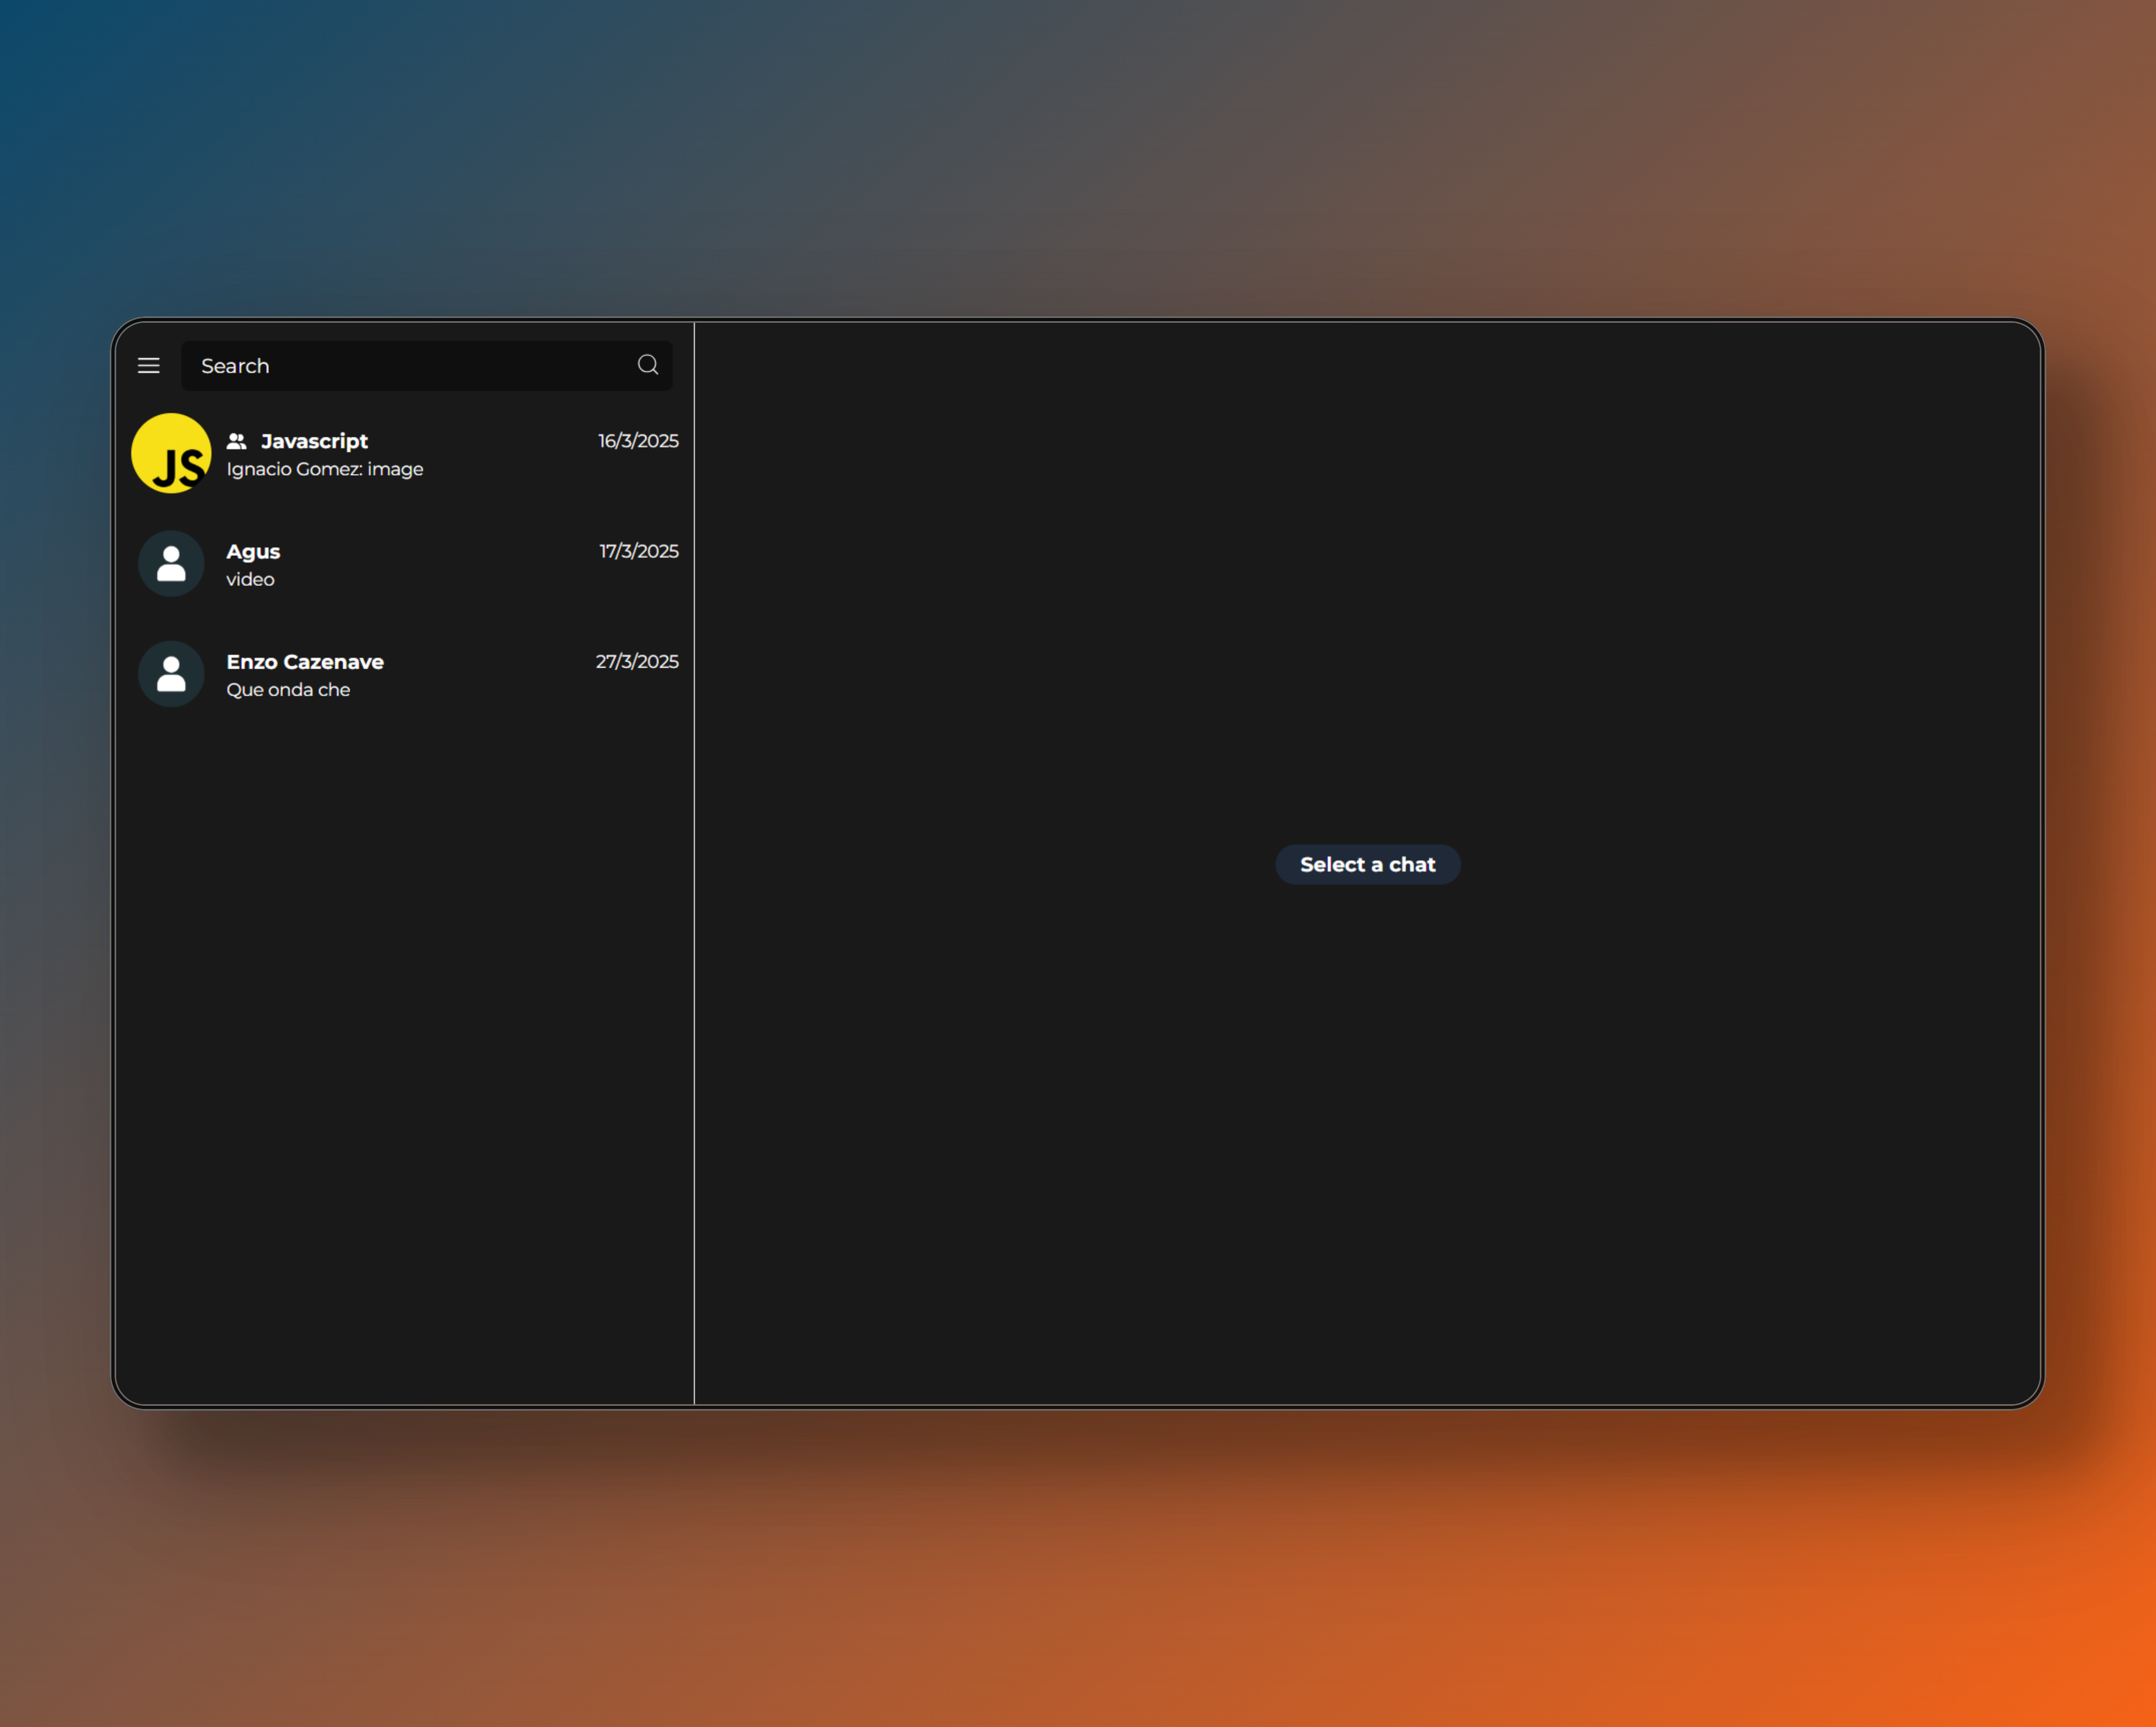 Search
JS
Javascript
16/3/2025
Ignacio Gomez: image
Agus
17/3/2025
video
Enzo Cazenave
27/3/2025
Que onda che
Select a chat